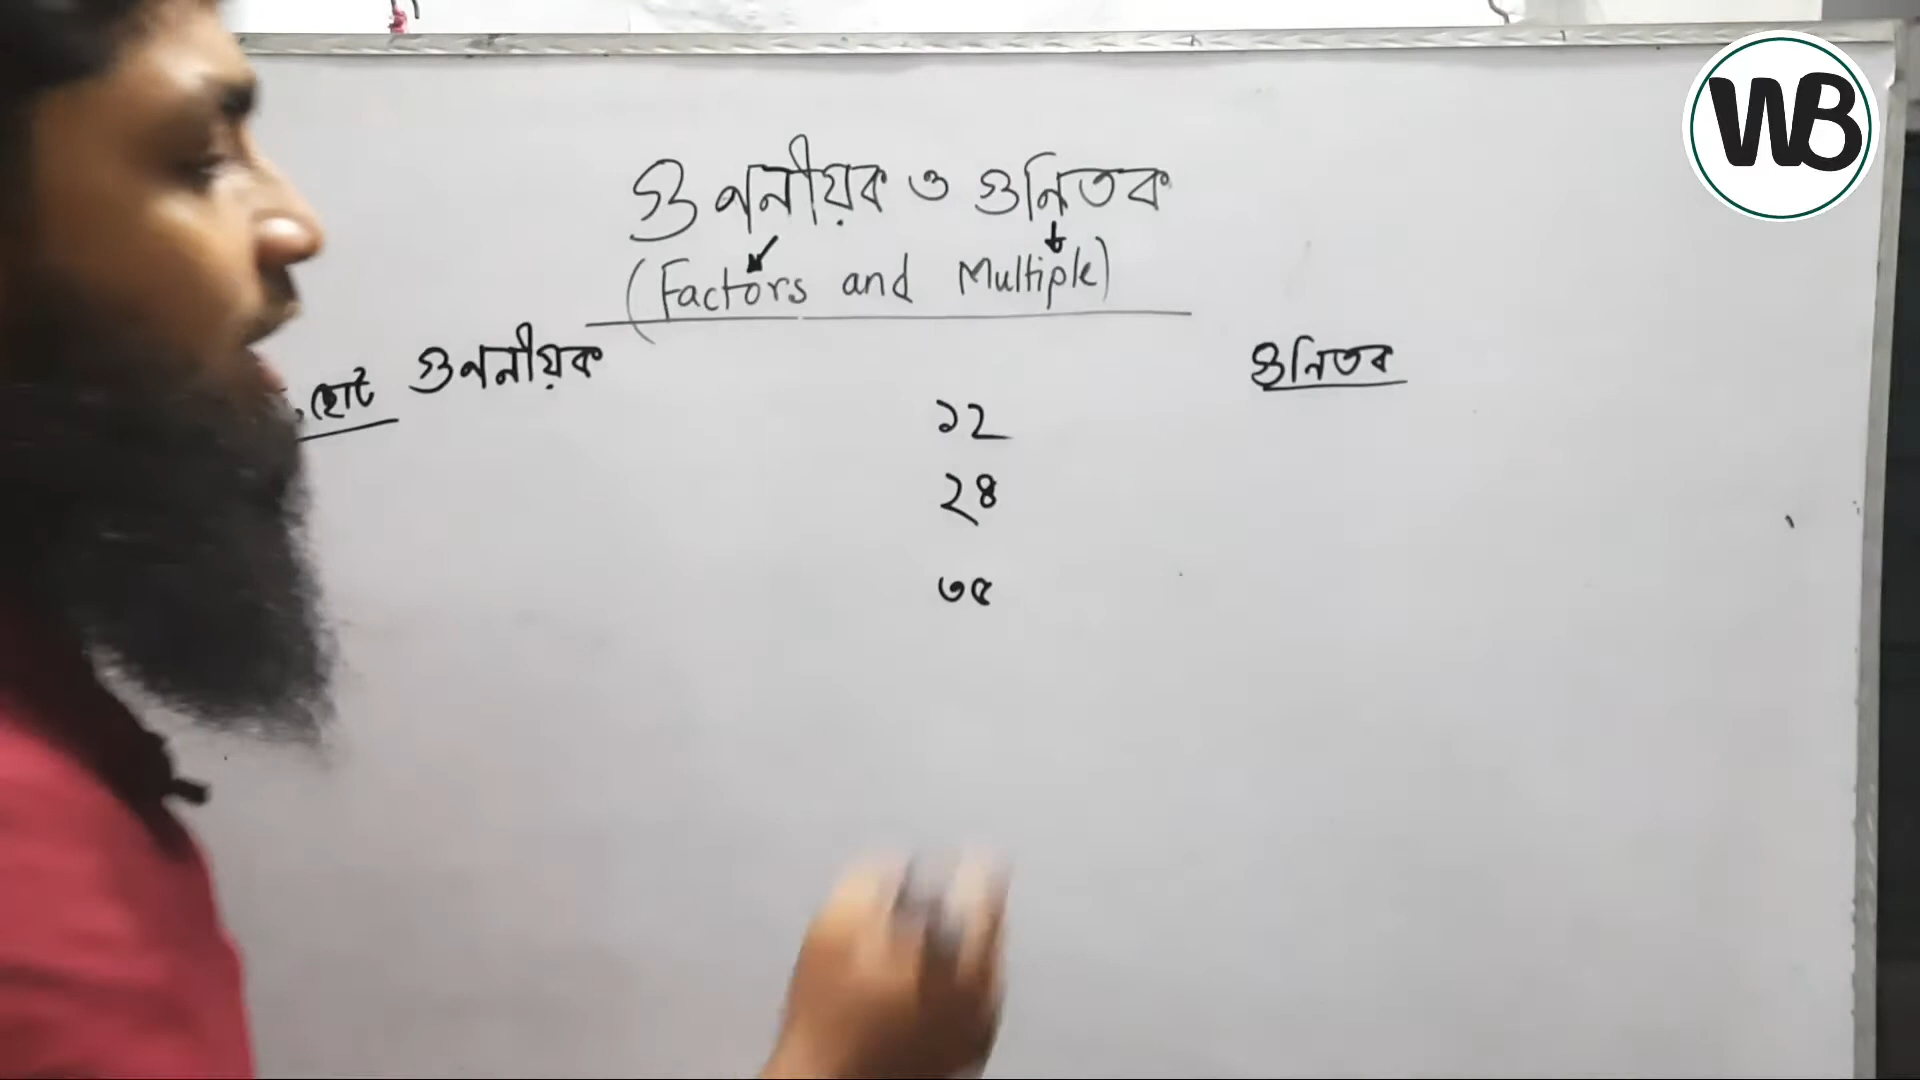 গুণনীয়ক ও গুনিতক
(Factors and Multiple)
ছোট গুণনীয়ক
গুনিতক
১২
২৪
৩৫
WB